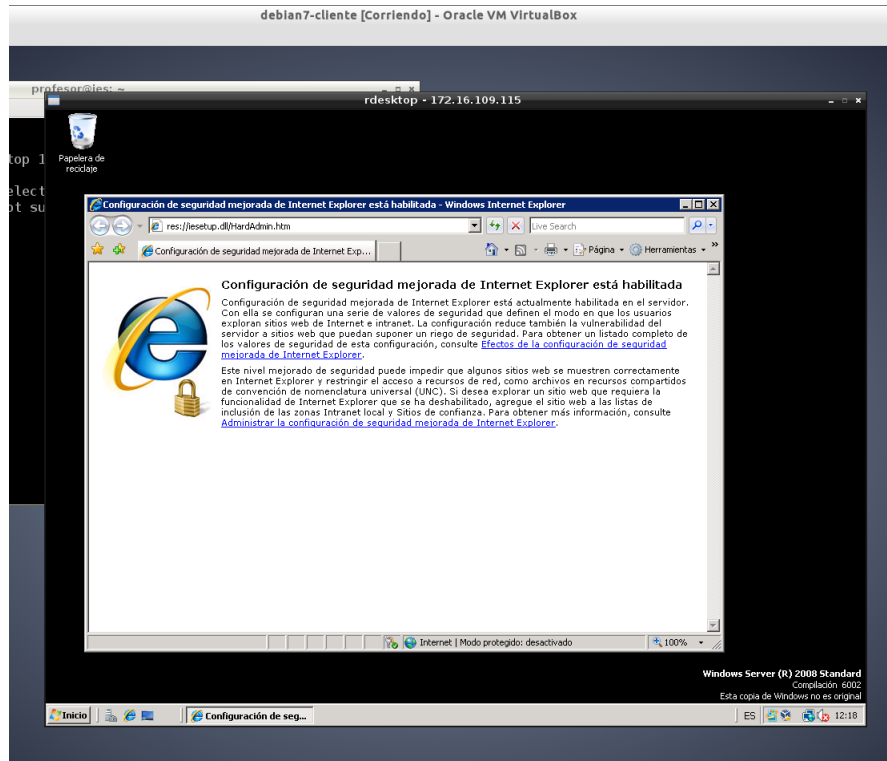 debian7-cliente [Corriendo] - Oracle VM VirtualBox
profesor@ies: ~
rdesktop - 172.16.109.115
top 1
elect
ot su
Papelera de
reciclaje
Configuración de seguridad mejorada de Internet Explorer está habilitada - Windows Internet Explorer
res://iesetup.dll/HardAdmin.htm
Live Search
Configuración de seguridad mejorada de Internet Exp...
Página
Herramientas
»
Configuración de seguridad mejorada de Internet Explorer está habilitada
Configuración de seguridad mejorada de Internet Explorer está actualmente habilitada en el servidor.
Con ella se configuran una serie de valores de seguridad que definen el modo en que los usuarios
exploran sitios web de Internet e intranet. La configuración reduce también la vulnerabilidad del
servidor a sitios web que puedan suponer un riego de seguridad. Para obtener un listado completo de
los valores de seguridad de esta configuración, consulte Efectos de la configuración de seguridad
mejorada de Internet Explorer.
Este nivel mejorado de seguridad puede impedir que algunos sitios web se muestren correctamente
en Internet Explorer y restringir el acceso a recursos de red, como archivos en recursos compartidos
de convención de nomenclatura universal (UNC). Si desea explorar un sitio web que requiera la
funcionalidad de Internet Explorer que se ha deshabilitado, agregue el sitio web a las listas de
inclusión de las zonas Intranet local y Sitios de confianza. Para obtener más información, consulte
Administrar la configuración de seguridad mejorada de Internet Explorer.
Internet | Modo protegido: desactivado
100%
Windows Server (R) 2008 Standard
Compilación 6002
Esta copia de Windows no es original
Inicio
Configuración de seg...
ES
12:18